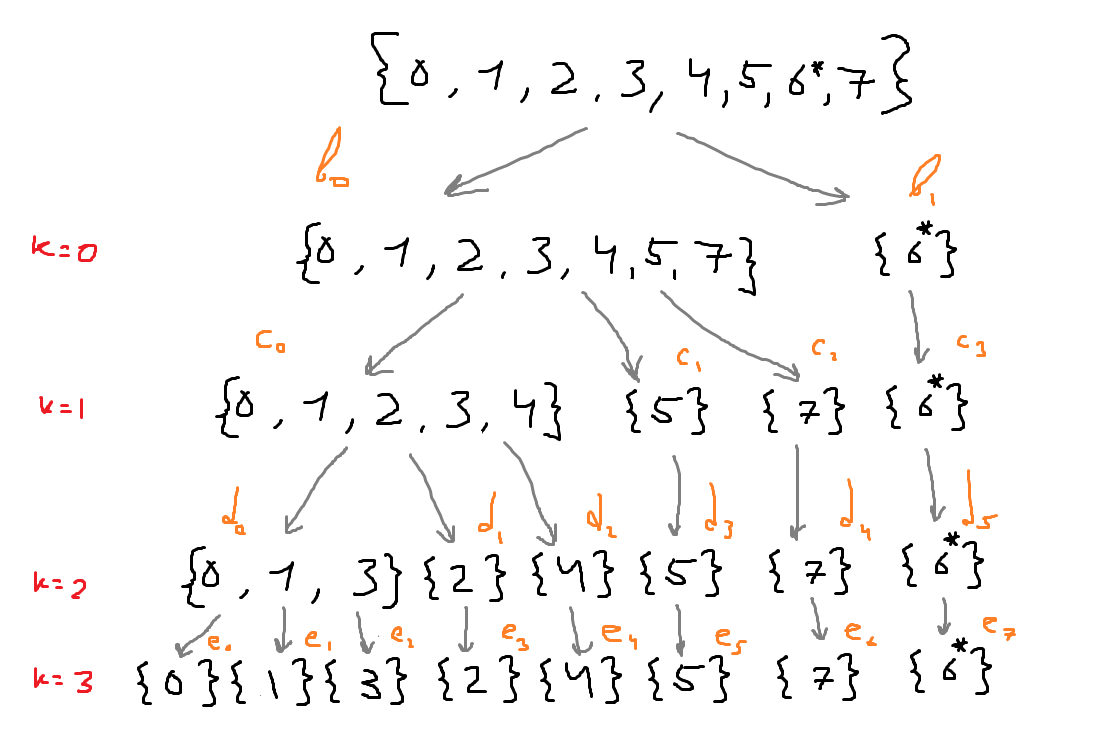 {0, 1, 2, 3, 4, 5, 6*, 7}
b₀ b₁
k=0 {0, 1, 2, 3, 4, 5, 7} {6*}
c₀ c₁ c₂ c₃
k=1 {0, 1, 2, 3, 4} {5} {7} {6*}
d₀ d₁ d₂ d₃ d₄ d₅
k=2 {0, 1, 3} {2} {4} {5} {7} {6*}
e₀ e₁ e₂ e₃ e₄ e₅ e₆ e₇
k=3 {0} {1} {3} {2} {4} {5} {7} {6*}